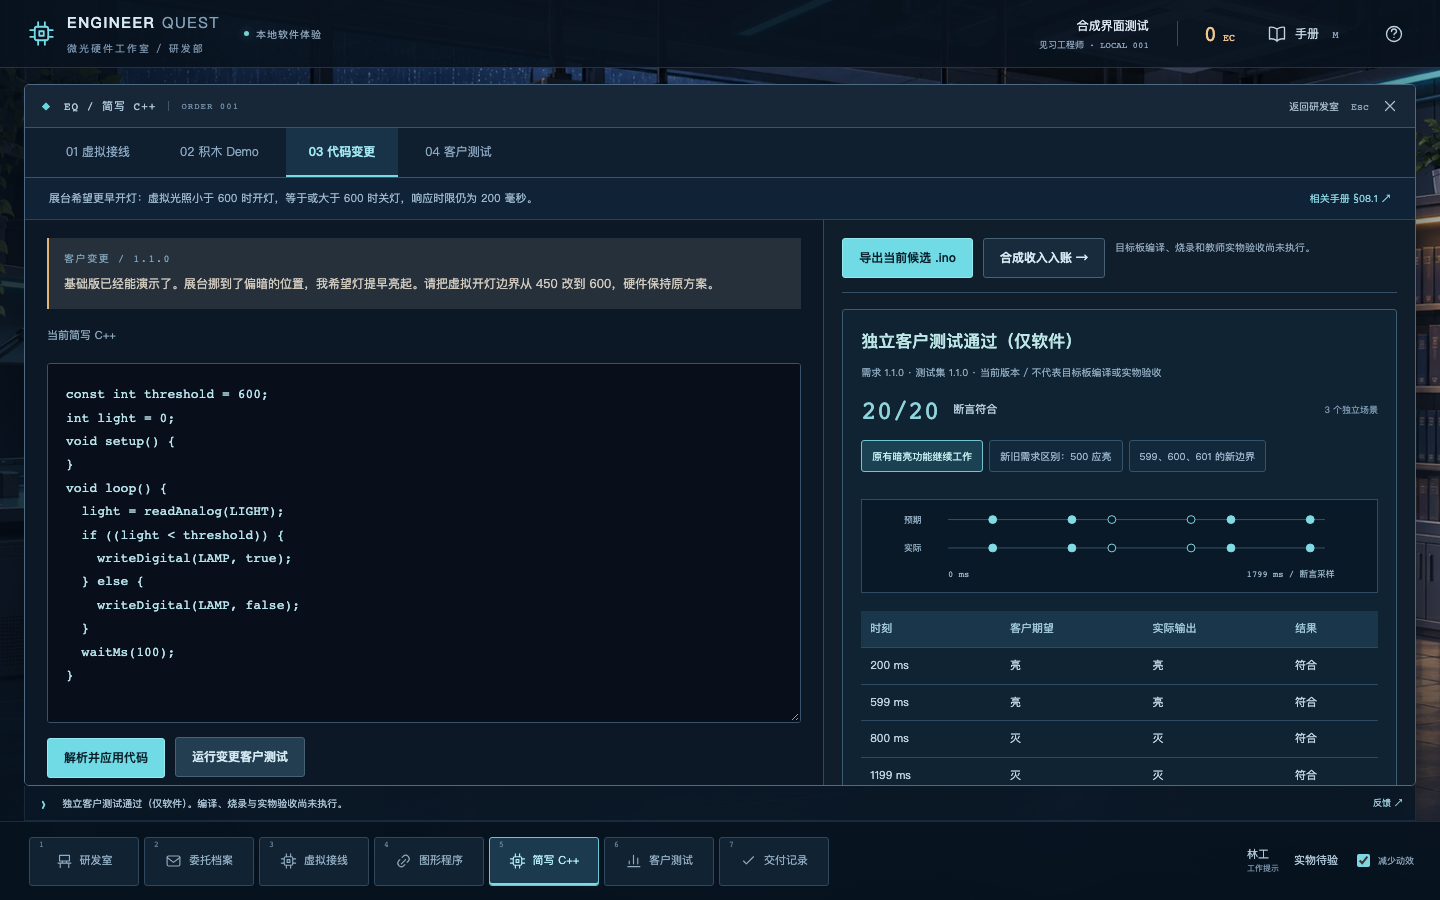 ENGINEER QUEST
微光硬件工作室 / 研发部
本地软件体验
合成界面测试
见习工程师 · LOCAL 001
0 EC
手册 M
EQ / 简写 C++ ORDER 001
返回研发室 Esc
01 虚拟接线
02 积木 Demo
03 代码变更
04 客户测试
展台希望更早开灯：虚拟光照小于 600 时开灯，等于或大于 600 时关灯，响应时限仍为 200 毫秒。
相关手册 §08.1 ↗
客户变更 / 1.1.0
基础版已经能演示了。展台挪到了偏暗的位置，我希望灯提早亮起。请把虚拟开灯边界从 450 改到 600，硬件保持原方案。
当前简写 C++
const int threshold = 600;
int light = 0;
void setup() {
}
void loop() {
  light = readAnalog(LIGHT);
  if ((light < threshold)) {
    writeDigital(LAMP, true);
  } else {
    writeDigital(LAMP, false);
  }
  waitMs(100);
}
解析并应用代码
运行变更客户测试
导出当前候选 .ino
合成收入入账 →
目标板编译、烧录和教师实物验收尚未执行。
独立客户测试通过（仅软件）
需求 1.1.0 · 测试集 1.1.0 · 当前版本 / 不代表目标板编译或实物验收
20/20 断言符合
3 个独立场景
原有暗亮功能继续工作
新旧需求区别：500 应亮
599、600、601 的新边界
预期
实际
0 ms
1799 ms / 断言采样
时刻 客户期望 实际输出 结果
200 ms 亮 亮 符合
599 ms 亮 亮 符合
800 ms 灭 灭 符合
1199 ms 灭 灭 符合
独立客户测试通过（仅软件）。编译、烧录与实物验收尚未执行。
反馈 ↗
1 研发室
2 委托档案
3 虚拟接线
4 图形程序
5 简写 C++
6 客户测试
7 交付记录
林工
工作提示
实物待验
减少动效